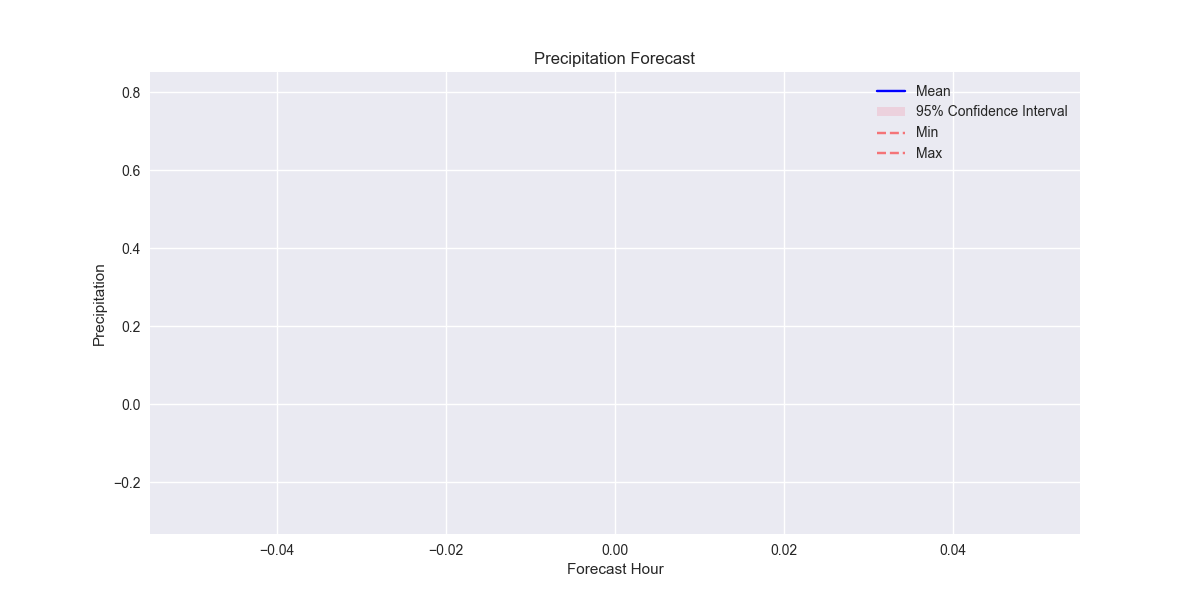 Precipitation Forecast
Mean
95% Confidence Interval
Min
Max
Precipitation
0.8
0.6
0.4
0.2
0.0
−0.2
−0.04
−0.02
0.00
0.02
0.04
Forecast Hour